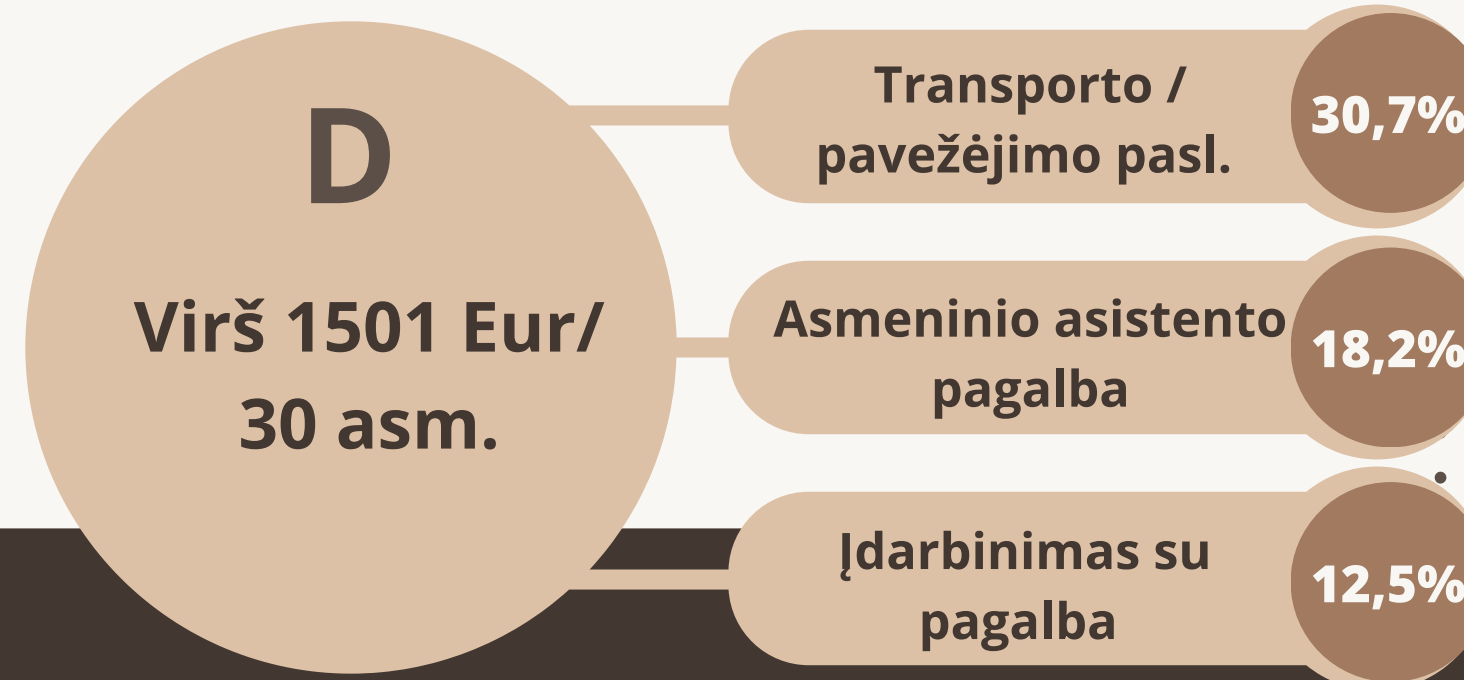 D
Virš 1501 Eur/
30 asm.
Transporto /
pavežėjimo pasl.
30,7%
Asmeninio asistento
pagalba
18,2%
Įdarbinimas su
pagalba
12,5%